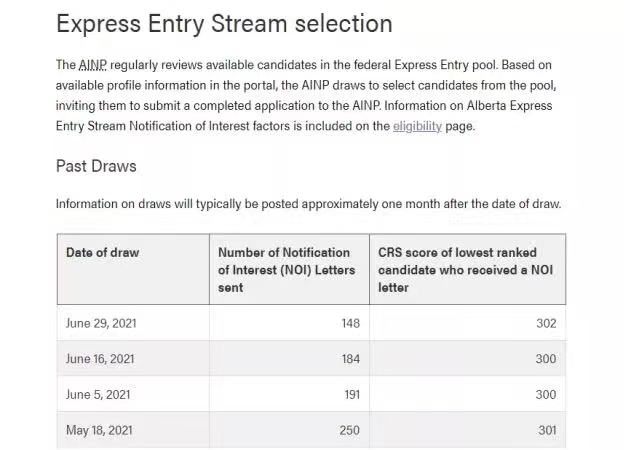 Express Entry Stream selection
The AINP regularly reviews available candidates in the federal Express Entry pool. Based on
available profile information in the portal, the AINP draws to select candidates from the pool,
inviting them to submit a completed application to the AINP. Information on Alberta Express
Entry Stream Notification of Interest factors is included on the eligibility page.
Past Draws
Information on draws will typically be posted approximately one month after the date of draw.
Date of draw
Number of Notification
of Interest (NOI) Letters
sent
CRS score of lowest ranked
candidate who received a NOI
letter
June 29, 2021 148 302
June 16, 2021 184 300
June 5, 2021 191 300
May 18, 2021 250 301